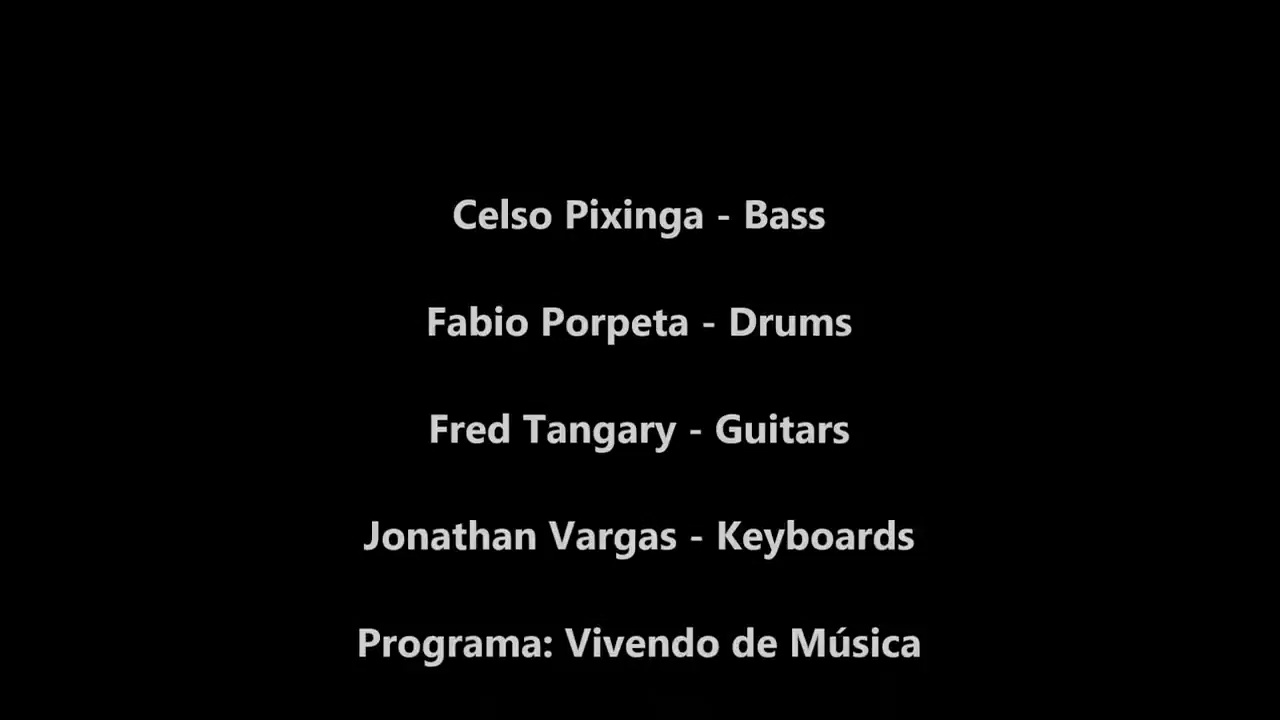 Celso Pixinga - Bass
Fabio Porpeta - Drums
Fred Tangary - Guitars
Jonathan Vargas - Keyboards
Programa: Vivendo de Música